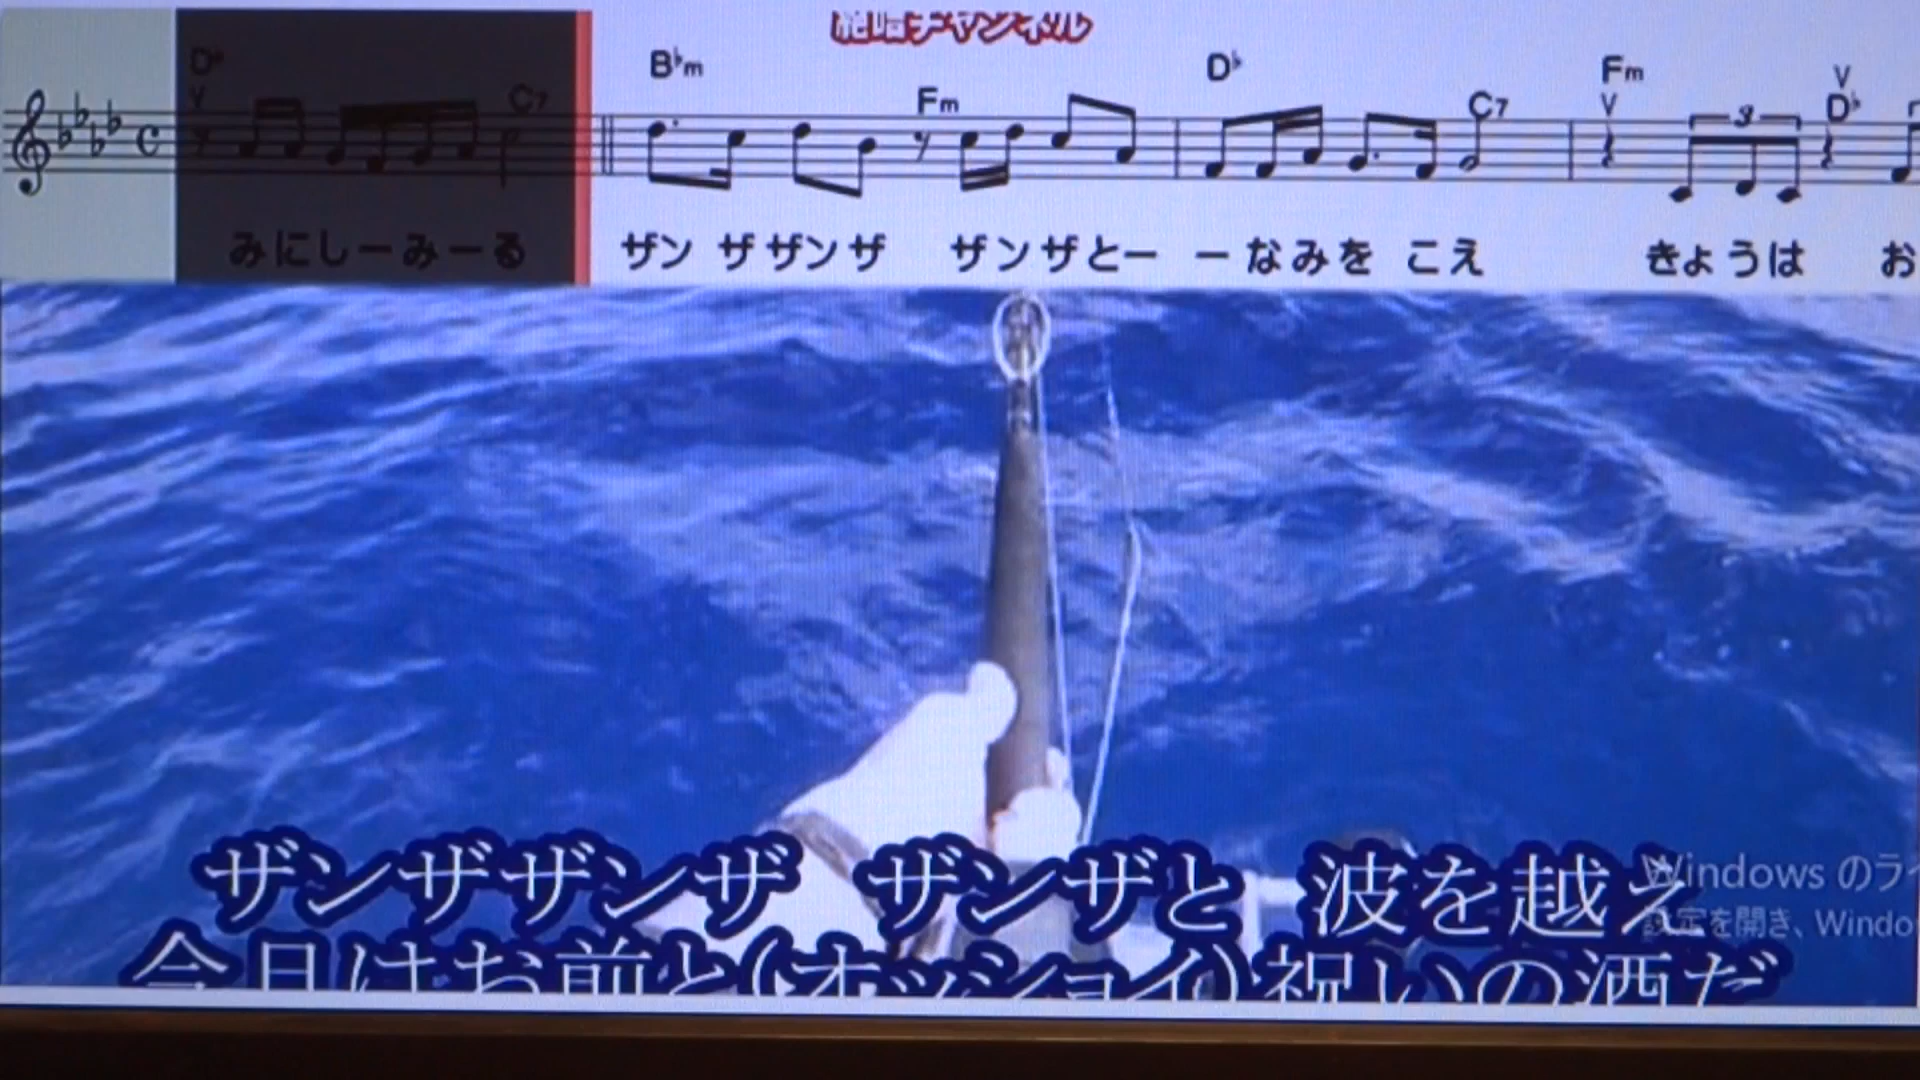 絶唱チャンネル
D♭ C7 B♭m Fm D♭ C7 Fm D♭
みにしーみーる ザン ザザンザ ザンザとー ーなみを こえ きょうは お
ザンザザンザ ザンザと 波を越え
今日はお前と(オッショイ)祝いの酒だ
Windows のラ
設定を開き、Windo